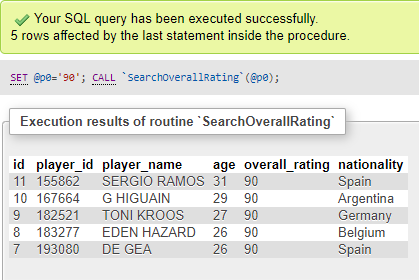 Your SQL query has been executed successfully.
5 rows affected by the last statement inside the procedure.
SET @p0='90'; CALL `SearchOverallRating`(@p0);
Execution results of routine `SearchOverallRating`
id player_id player_name age overall_rating nationality
11 155862 SERGIO RAMOS 31 90 Spain
10 167664 G HIGUAIN 29 90 Argentina
9 182521 TONI KROOS 27 90 Germany
8 183277 EDEN HAZARD 26 90 Belgium
7 193080 DE GEA 26 90 Spain